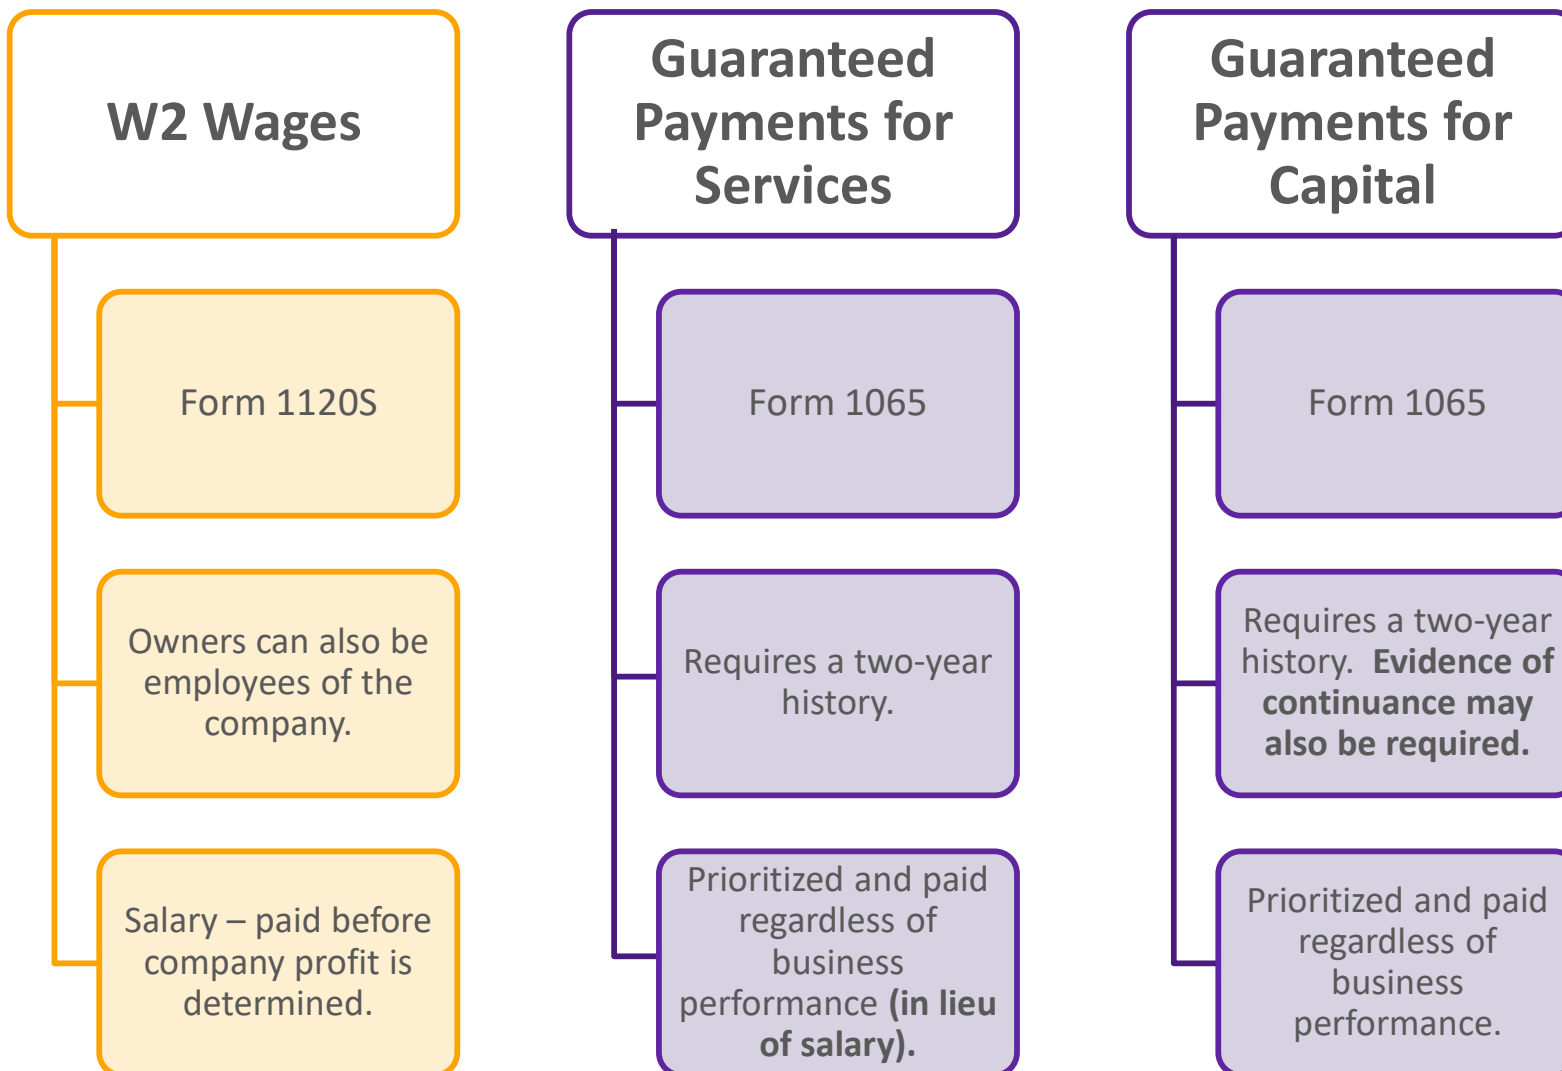 W2 Wages
Form 1120S
Owners can also be
employees of the
company.
Salary – paid before
company profit is
determined.
Guaranteed
Payments for
Services
Form 1065
Requires a two-year
history.
Prioritized and paid
regardless of
business
performance (in lieu
of salary).
Guaranteed
Payments for
Capital
Form 1065
Requires a two-year
history.  Evidence of
continuance may
also be required.
Prioritized and paid
regardless of
business
performance.